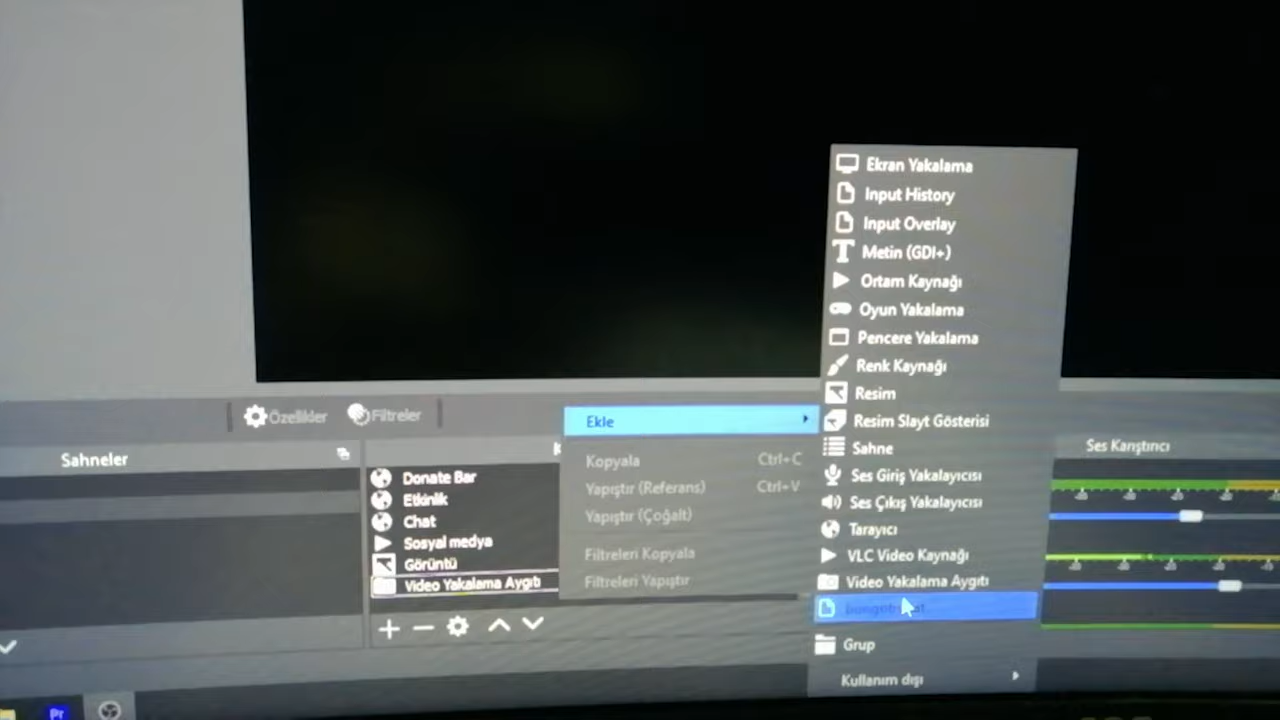 Ekran Yakalama
Input History
Input Overlay
Metin (GDI+)
Ortam Kaynağı
Oyun Yakalama
Pencere Yakalama
Renk Kaynağı
Resim
Resim Slayt Gösterisi
Sahne
Ses Giriş Yakalayıcısı
Ses Çıkış Yakalayıcısı
Tarayıcı
VLC Video Kaynağı
Video Yakalama Aygıtı
Grup
Kullanım dışı
Özellikler
Filtreler
Ekle
Kopyala Ctrl+C
Yapıştır (Referans) Ctrl+V
Yapıştır (Çoğalt)
Filtreleri Kopyala
Filtreleri Yapıştır
Sahneler
Donate Bar
Etkinlik
Chat
Sosyal medya
Görüntü
Video Yakalama Aygıtı
Ses Karıştırıcı
Pr